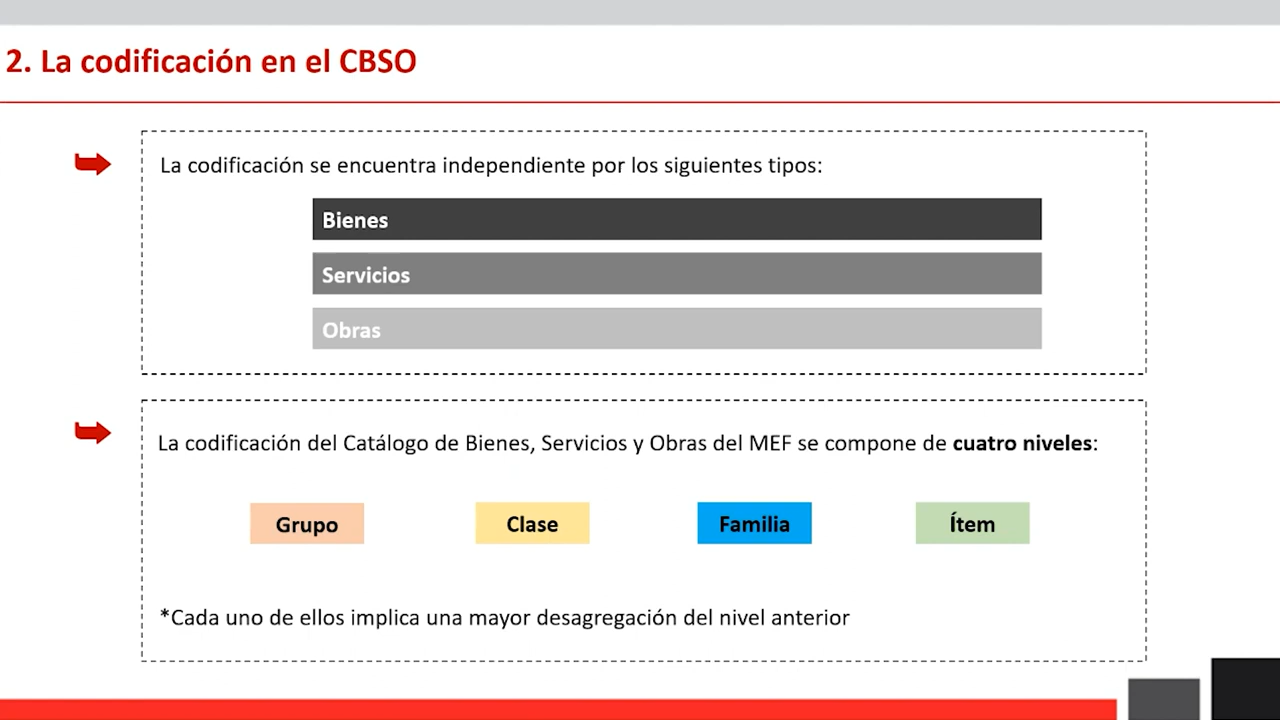 2. La codificación en el CBSO
La codificación se encuentra independiente por los siguientes tipos:
Bienes
Servicios
Obras
La codificación del Catálogo de Bienes, Servicios y Obras del MEF se compone de cuatro niveles:
Grupo
Clase
Familia
Ítem
*Cada uno de ellos implica una mayor desagregación del nivel anterior